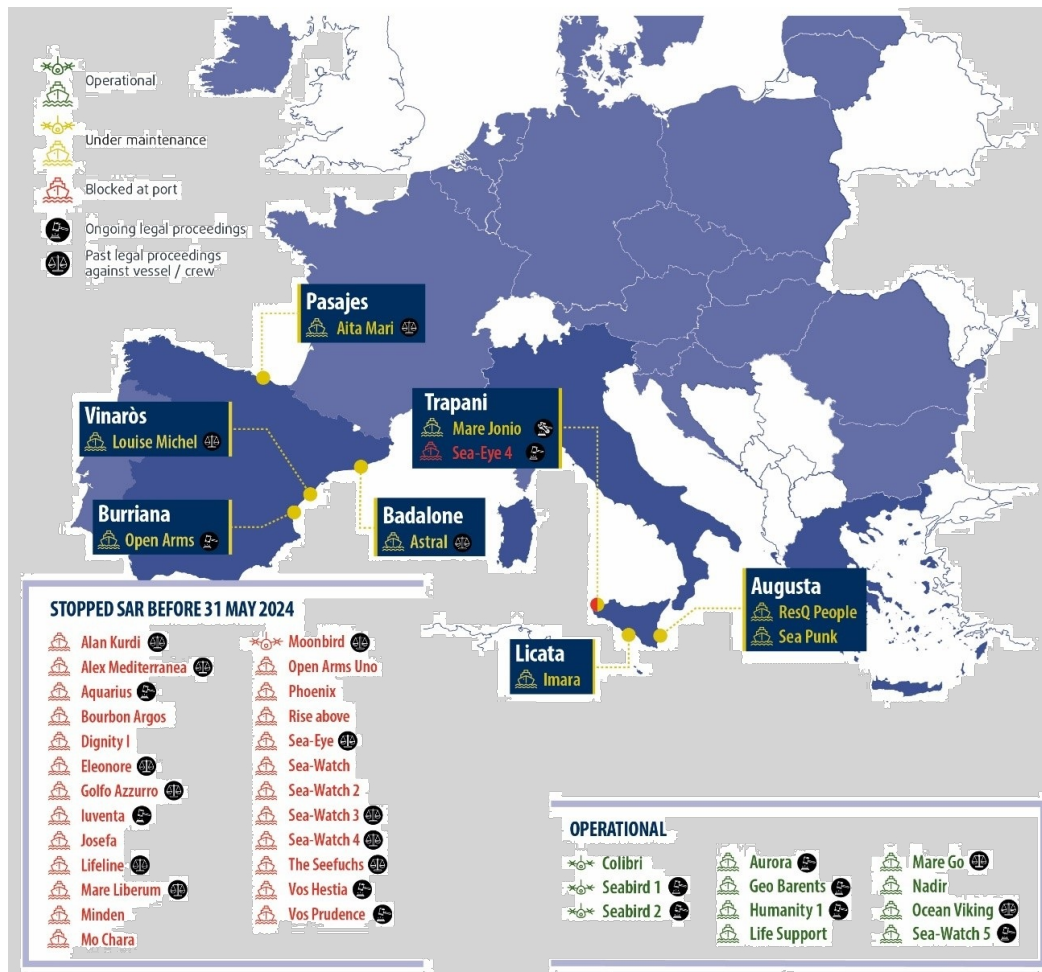 Operational
Under maintenance
Blocked at port
Ongoing legal proceedings
Past legal proceedings
against vessel / crew
Pasajes
Aita Mari
Vinaròs
Louise Michel
Burriana
Open Arms
Badalone
Astral
Trapani
Mare Jonio
Sea-Eye 4
Augusta
ResQ People
Sea Punk
Licata
Imara
STOPPED SAR BEFORE 31 MAY 2024
Alan Kurdi
Alex Mediterranea
Aquarius
Bourbon Argos
Dignity I
Eleonore
Golfo Azzurro
Iuventa
Josefa
Lifeline
Mare Liberum
Minden
Mo Chara
Moonbird
Open Arms Uno
Phoenix
Rise above
Sea-Eye
Sea-Watch
Sea-Watch 2
Sea-Watch 3
Sea-Watch 4
The Seefuchs
Vos Hestia
Vos Prudence
OPERATIONAL
Colibri
Seabird 1
Seabird 2
Aurora
Geo Barents
Humanity 1
Life Support
Mare Go
Nadir
Ocean Viking
Sea-Watch 5